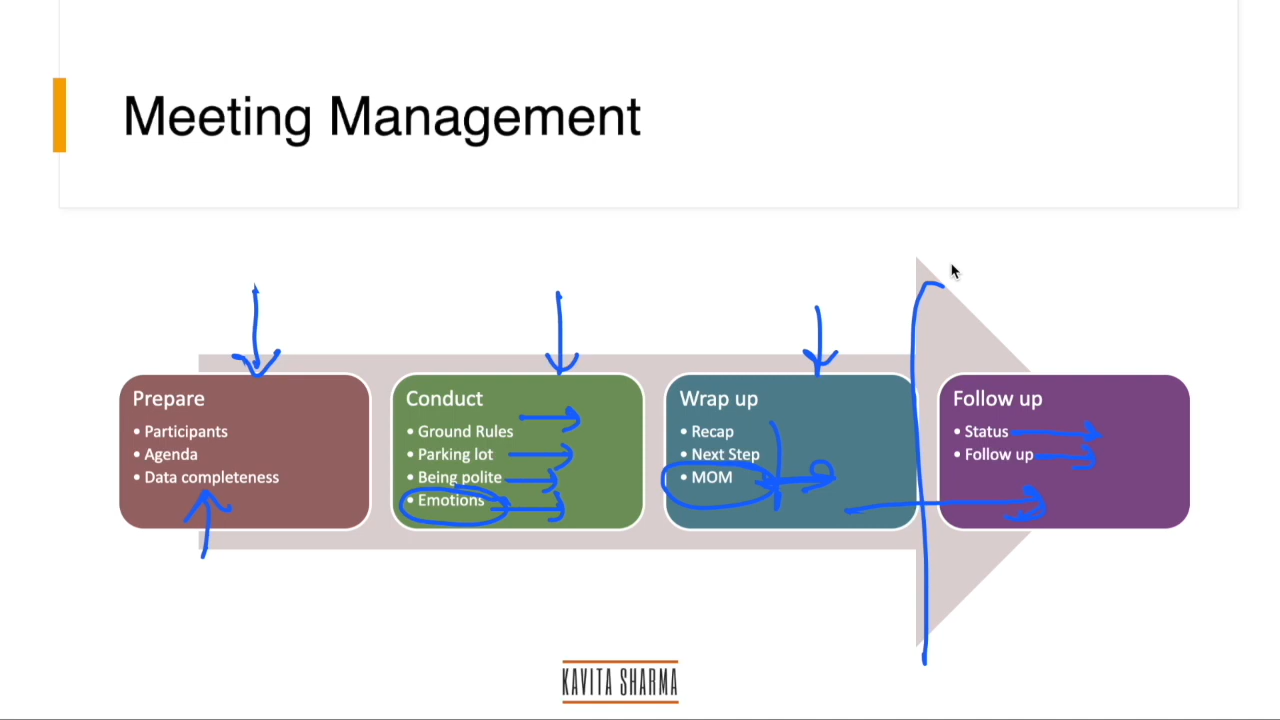 Meeting Management
Prepare
• Participants
• Agenda
• Data completeness
Conduct
• Ground Rules
• Parking lot
• Being polite
• Emotions
Wrap up
• Recap
• Next Step
• MOM
Follow up
• Status
• Follow up
KAVITA SHARMA